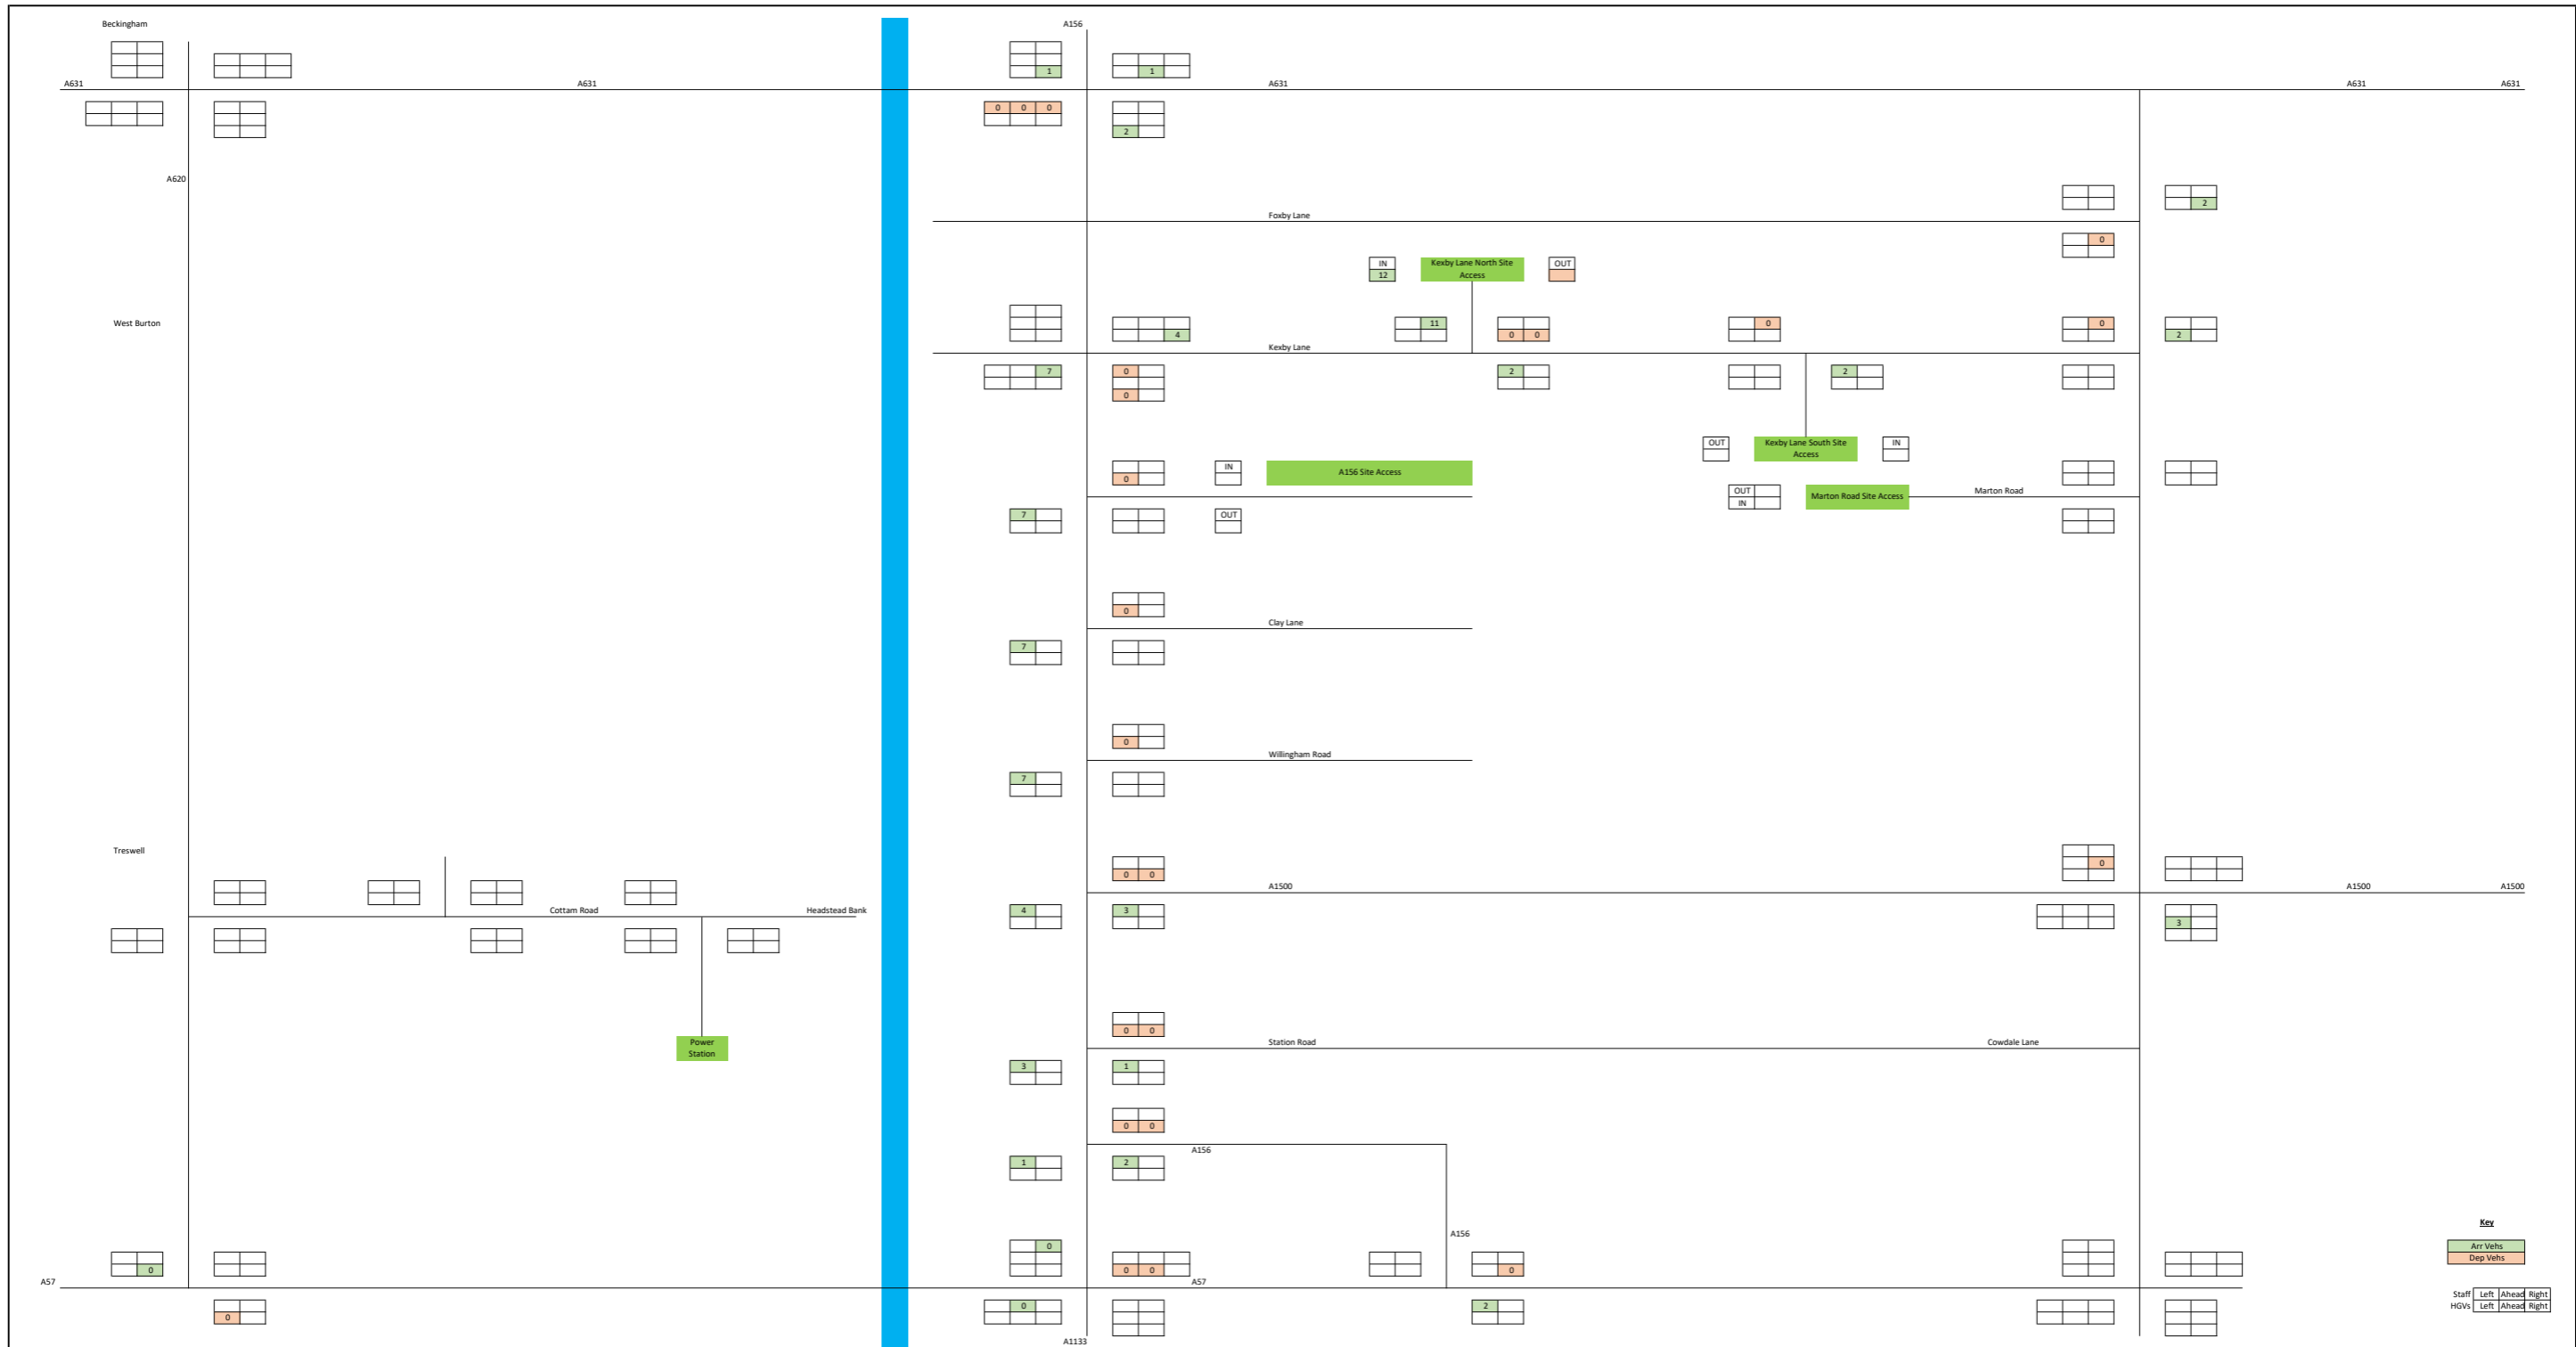 Beckingham
A156
1
1
A631
A631
A631
A631
A631
0 0 0
2
A620
2
Foxby Lane
0
IN
12
Kexby Lane North Site
Access
OUT
West Burton
4
11
0 0
0
0
2
Kexby Lane
7
0
0
2
2
OUT
Kexby Lane South Site
Access
IN
0
IN
A156 Site Access
OUT
IN
Marton Road Site Access
Marton Road
7
OUT
0
Clay Lane
7
0
Willingham Road
7
Treswell
0 0
0
A1500
A1500
A1500
Cottam Road
Headstead Bank
4
3
3
0 0
Power
Station
Station Road
Cowdale Lane
3
1
0 0
A156
1
2
Key
A156
0
Arr Vehs
Dep Vehs
0
0 0
0
A57
A57
Staff Left Ahead Right
HGVs Left Ahead Right
0
0
2
A1133